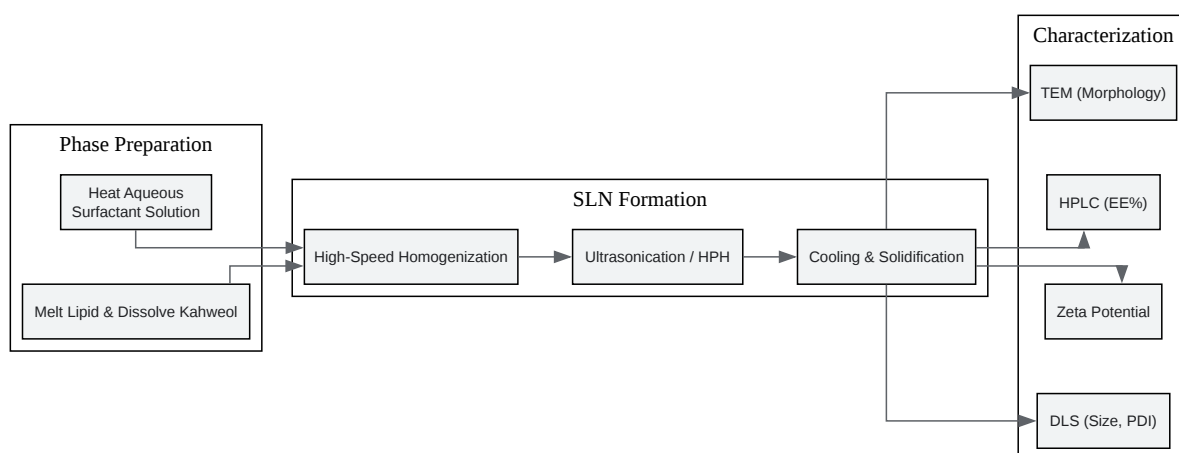 Phase Preparation
Heat Aqueous
Surfactant Solution
Melt Lipid & Dissolve Kahweol
SLN Formation
High-Speed Homogenization
Ultrasonication / HPH
Cooling & Solidification
Characterization
TEM (Morphology)
HPLC (EE%)
Zeta Potential
DLS (Size, PDI)